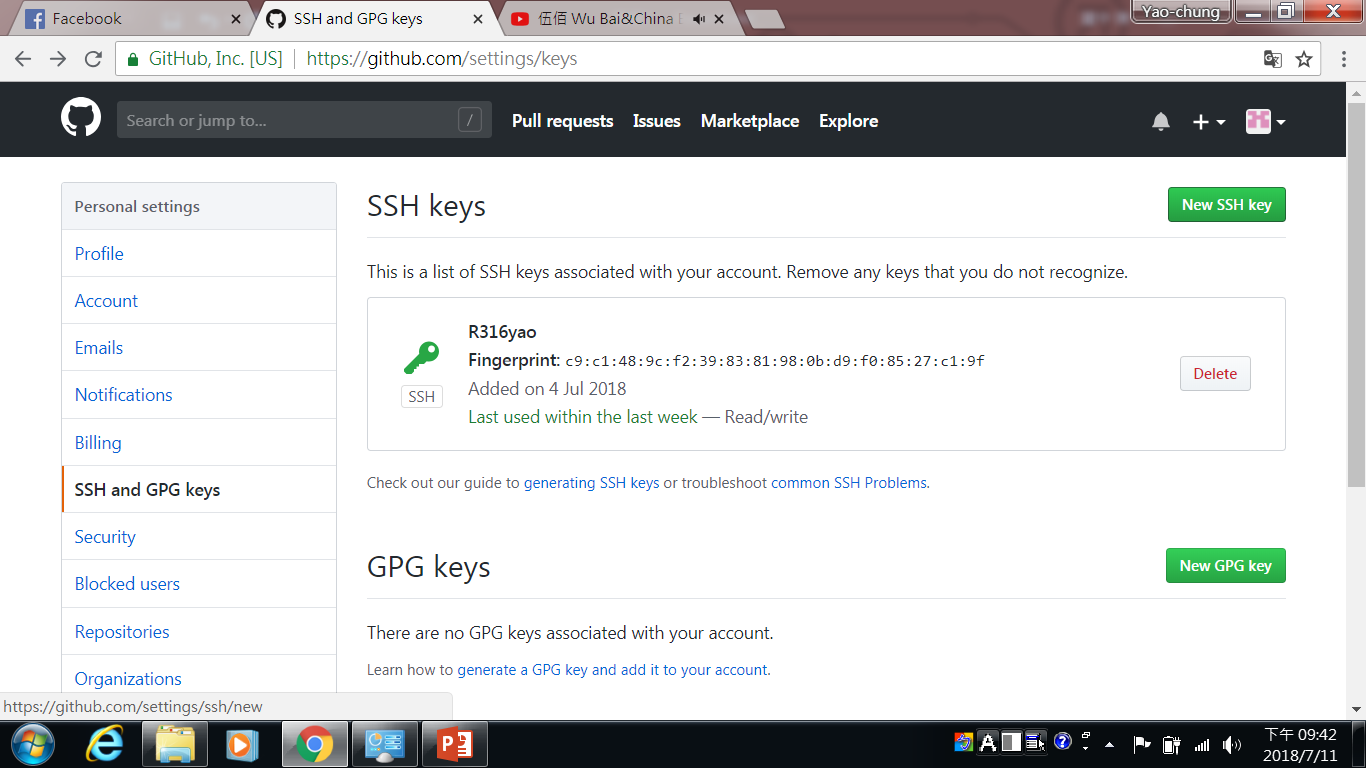 Facebook
SSH and GPG keys
伍佰 Wu Bai&China
Yao-chung
GitHub, Inc. [US]
https://github.com/settings/keys
Search or jump to...
/
Pull requests
Issues
Marketplace
Explore
Personal settings
Profile
Account
Emails
Notifications
Billing
SSH and GPG keys
Security
Blocked users
Repositories
Organizations
SSH keys
New SSH key
This is a list of SSH keys associated with your account. Remove any keys that you do not recognize.
SSH
R316yao
Fingerprint: c9:c1:48:9c:f2:39:83:81:98:0b:d9:f0:85:27:c1:9f
Added on 4 Jul 2018
Last used within the last week — Read/write
Delete
Check out our guide to generating SSH keys or troubleshoot common SSH Problems.
GPG keys
New GPG key
There are no GPG keys associated with your account.
Learn how to generate a GPG key and add it to your account.
https://github.com/settings/ssh/new
A
下午 09:42
2018/7/11